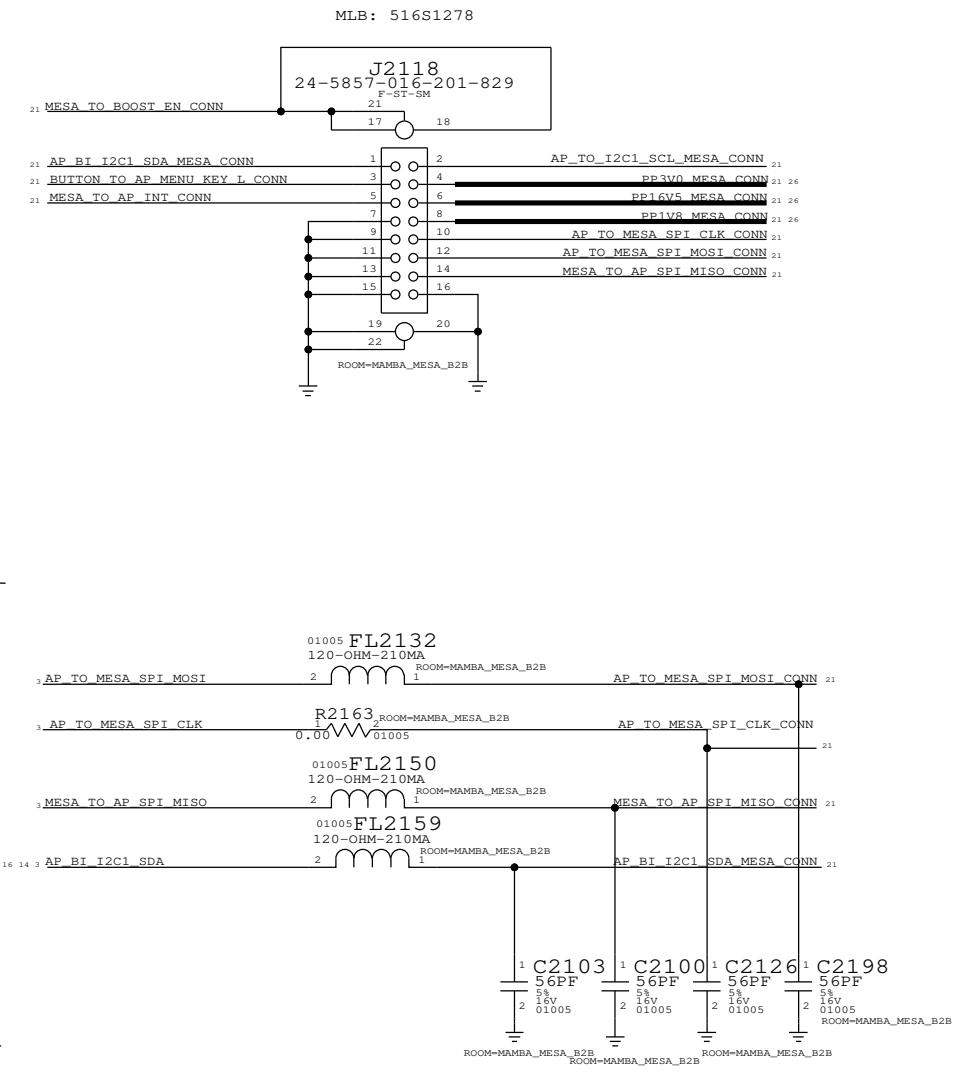 MLB: 516S1278
J2118
24-5857-016-201-829
F-ST-SM
21 MESA_TO_BOOST_EN_CONN 21
17 18
21 AP_BI_I2C1_SDA_MESA_CONN 1 2 AP_TO_I2C1_SCL_MESA_CONN 21
21 BUTTON_TO_AP_MENU_KEY_L_CONN 3 4 PP3V0_MESA_CONN 21 26
21 MESA_TO_AP_INT_CONN 5 6 PP16V5_MESA_CONN 21 26
7 8 PP1V8_MESA_CONN 21 26
9 10 AP_TO_MESA_SPI_CLK_CONN 21
11 12 AP_TO_MESA_SPI_MOSI_CONN 21
13 14 MESA_TO_AP_SPI_MISO_CONN 21
15 16
19 20
22
ROOM=MAMBA_MESA_B2B
01005 FL2132
120-OHM-210MA
ROOM=MAMBA_MESA_B2B
3 AP_TO_MESA_SPI_MOSI 2 1 AP_TO_MESA_SPI_MOSI_CONN 21
R2163 ROOM=MAMBA_MESA_B2B
3 AP_TO_MESA_SPI_CLK 1 2 AP_TO_MESA_SPI_CLK_CONN
0.00 01005
21
01005 FL2150
120-OHM-210MA
ROOM=MAMBA_MESA_B2B
3 MESA_TO_AP_SPI_MISO 2 1 MESA_TO_AP_SPI_MISO_CONN 21
01005 FL2159
120-OHM-210MA
ROOM=MAMBA_MESA_B2B
16 14 3 AP_BI_I2C1_SDA 2 1 AP_BI_I2C1_SDA_MESA_CONN 21
1 C2103 1 C2100 1 C2126 1 C2198
56PF 56PF 56PF 56PF
5% 5% 5% 5%
2 16V 2 16V 2 16V 2 16V
01005 01005 01005 01005
ROOM=MAMBA_MESA_B2B
ROOM=MAMBA_MESA_B2B ROOM=MAMBA_MESA_B2B
ROOM=MAMBA_MESA_B2B